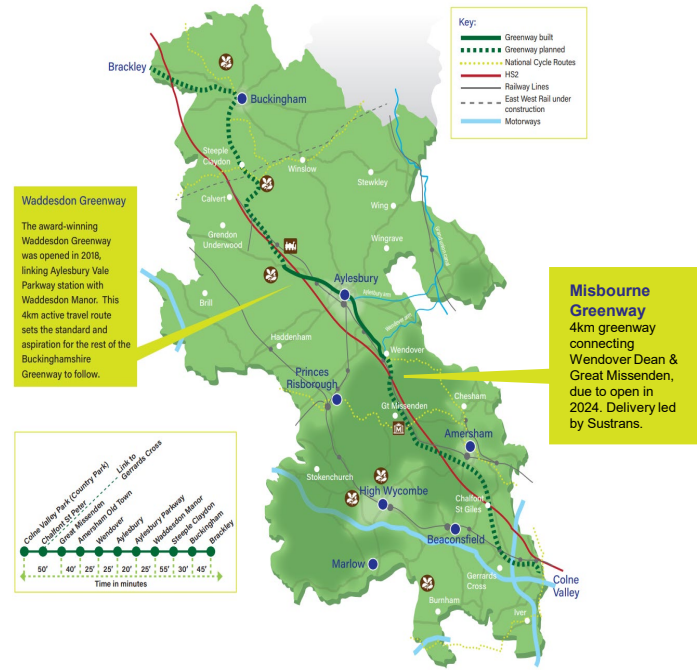 Key:
Greenway built
Greenway planned
National Cycle Routes
HS2
Railway Lines
East West Rail under
construction
Motorways
Brackley
Buckingham
Steeple
Claydon
Winslow
Stewkley
Calvert
Wing
Grendon
Underwood
Wingrave
Aylesbury
Brill
Haddenham
Wendover
Princes
Risborough
Chesham
Gt Missenden
Amersham
Stokenchurch
High Wycombe
Chalfont
St Giles
Beaconsfield
Marlow
Gerrards
Cross
Colne
Valley
Burnham
Iver
Waddesdon Greenway
The award-winning
Waddesdon Greenway
was opened in 2018,
linking Aylesbury Vale
Parkway station with
Waddesdon Manor. This
4km active travel route
sets the standard and
aspiration for the rest of the
Buckinghamshire
Greenway to follow.
Misbourne
Greenway
4km greenway
connecting
Wendover Dean &
Great Missenden,
due to open in
2024. Delivery led
by Sustrans.
Colne Valley Park (Country Park)
Chalfont St Peter
Link to
Gerrards Cross
Great Missenden
Amersham Old Town
Wendover
Aylesbury
Aylesbury Parkway
Waddesdon Manor
Steeple Claydon
Buckingham
Brackley
50' 40' 25' 25' 20' 25' 55' 30' 45'
Time in minutes